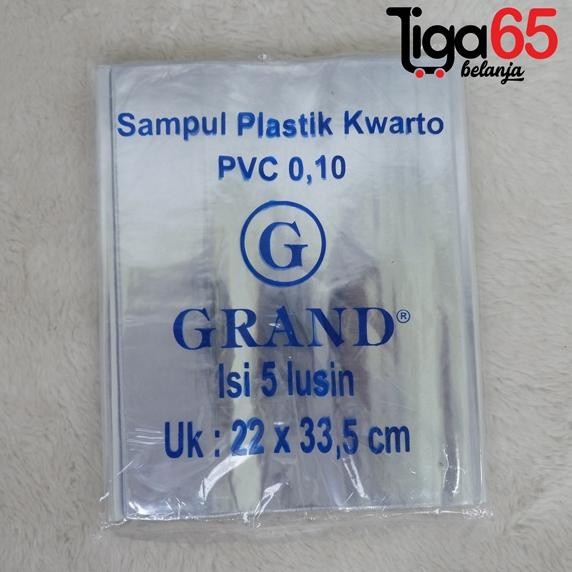 Tiga65
belanja
Sampul Plastik Kwarto
PVC 0,10
G
GRAND®
Isi 5 lusin
Uk : 22 x 33,5 cm